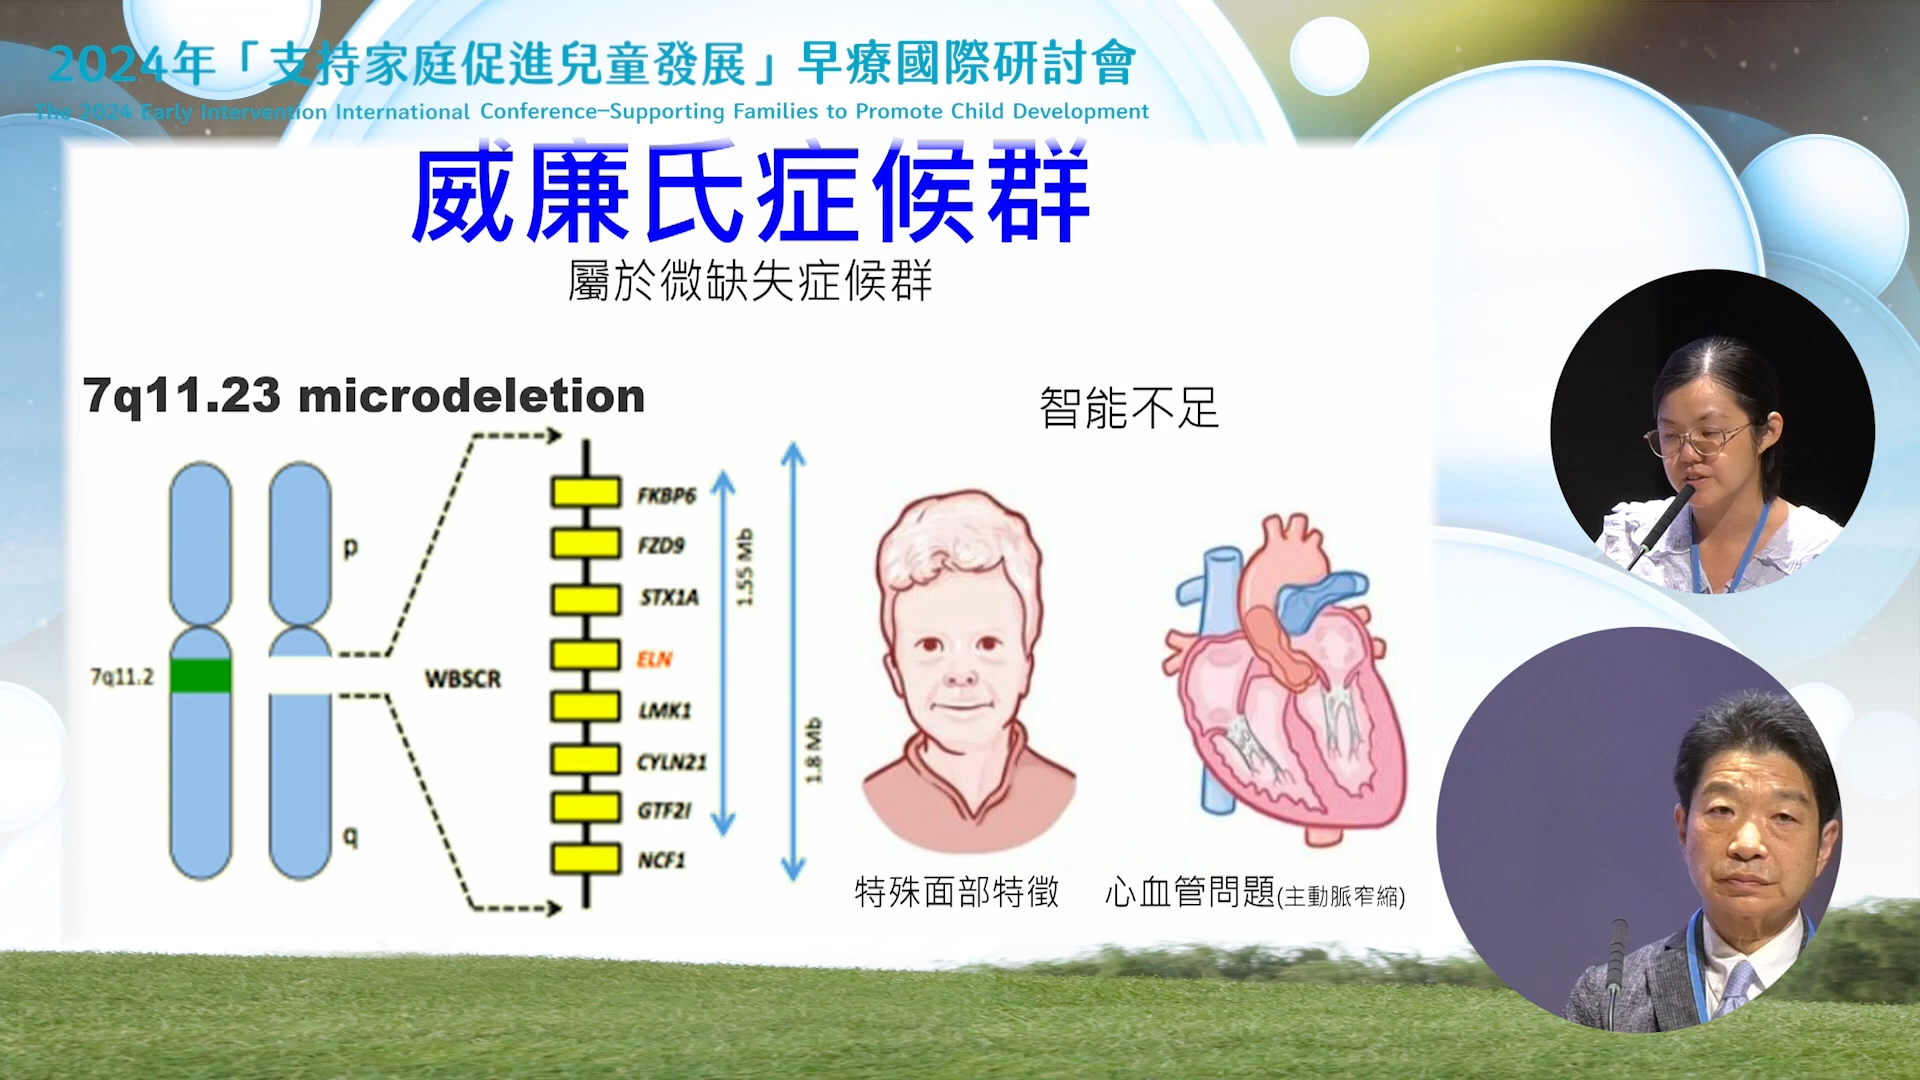 2024年「支持家庭促進兒童發展」早療國際研討會
The 2024 Early Intervention International Conference—Supporting Families to Promote Child Development
威廉氏症候群
屬於微缺失症候群
7q11.23 microdeletion
智能不足
p
7q11.2
q
WBSCR
FKBP6
FZD9
STX1A
ELN
LMK1
CYLN21
GTF2I
NCF1
1.55 Mb
1.8 Mb
特殊面部特徵
心血管問題(主動脈窄縮)